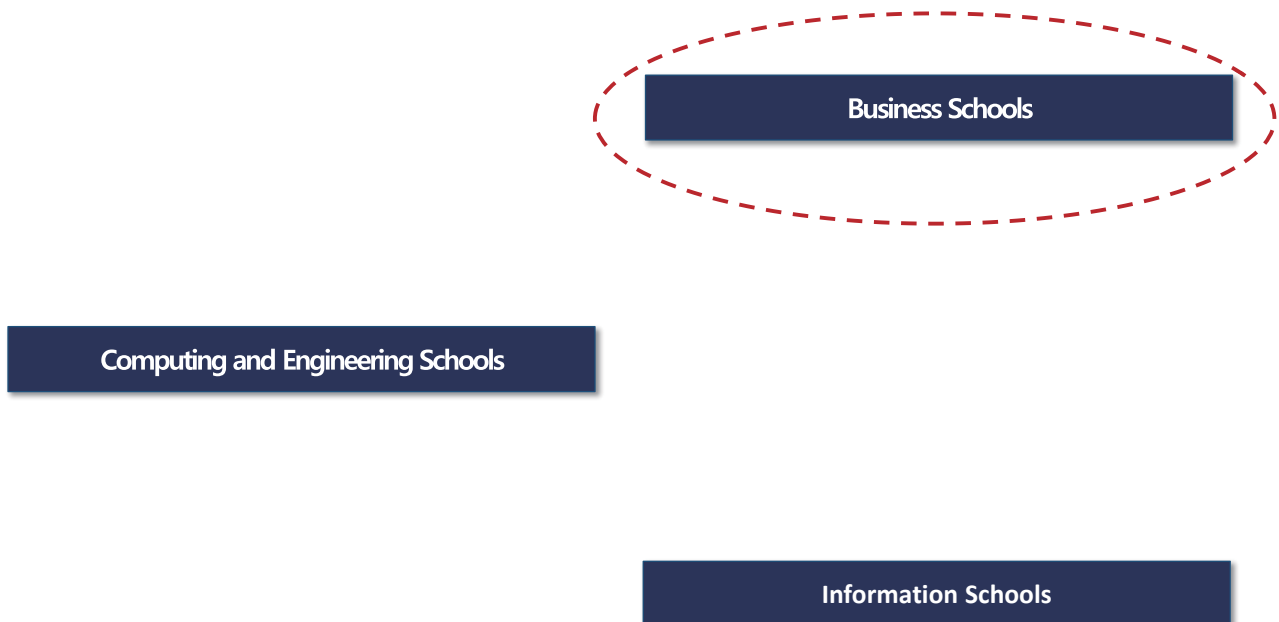 Business Schools
Computing and Engineering Schools
Information Schools